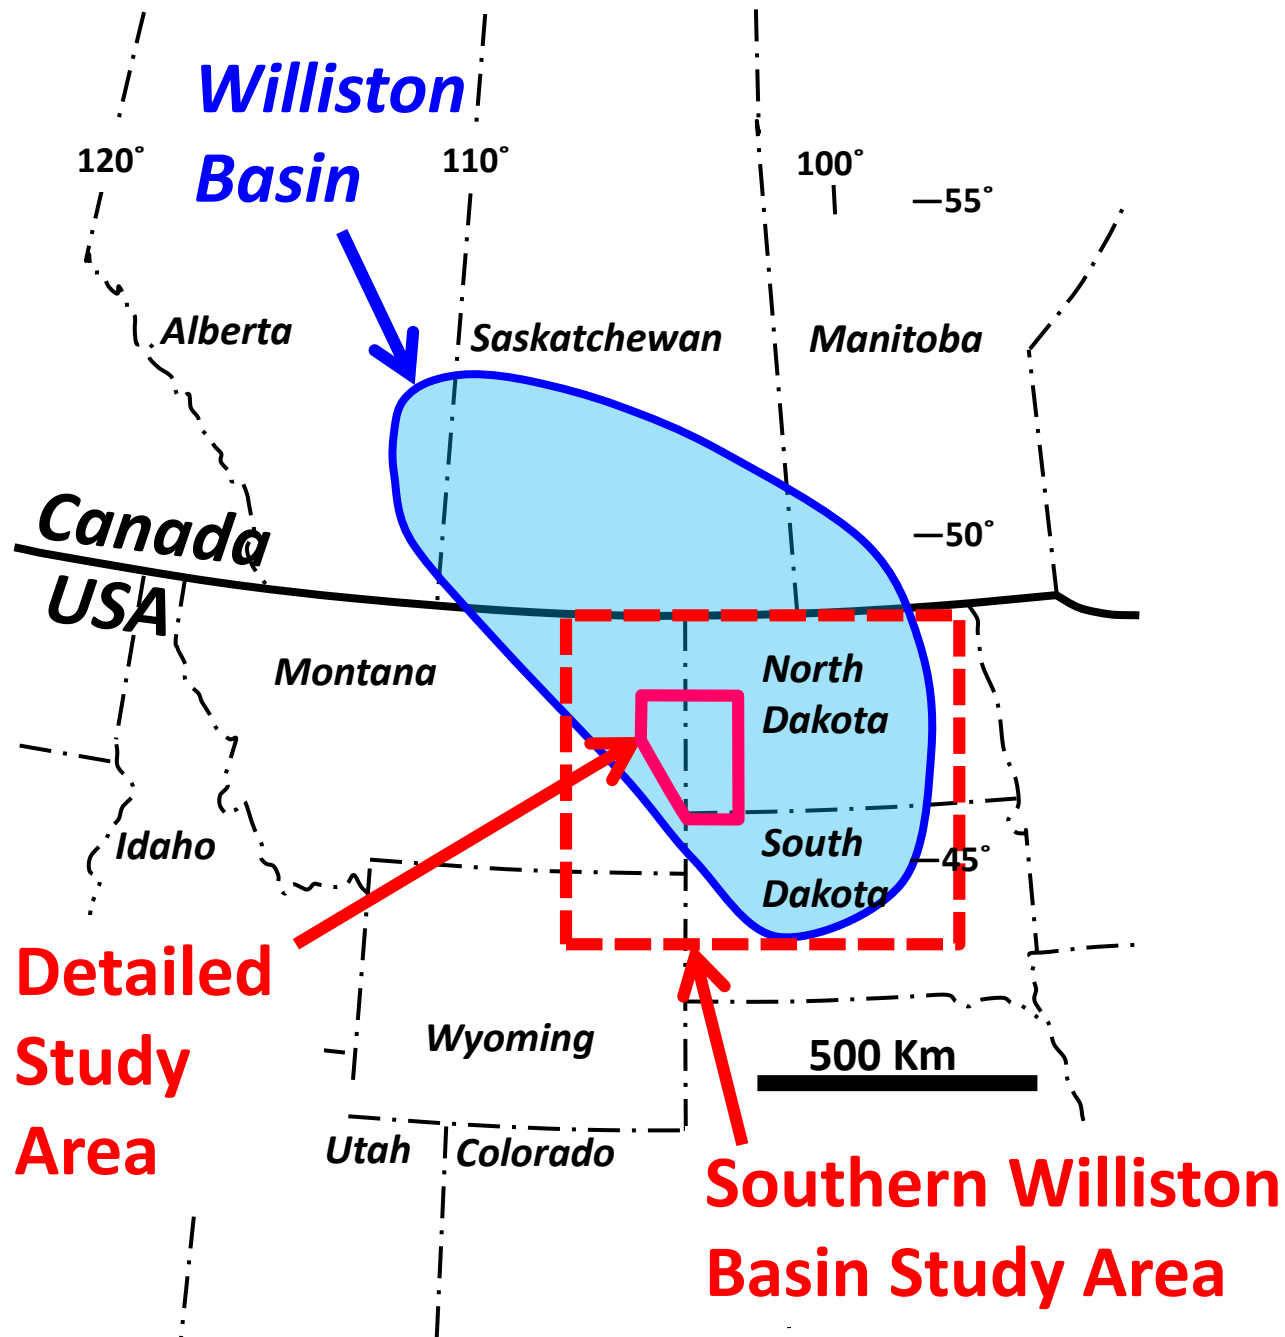 Williston
Basin
120°
110°
100°
—55°
Alberta
Saskatchewan
Manitoba
Canada
USA
—50°
Montana
North
Dakota
Idaho
South
Dakota
—45°
Detailed
Study
Area
Wyoming
500 Km
Utah
Colorado
Southern Williston
Basin Study Area